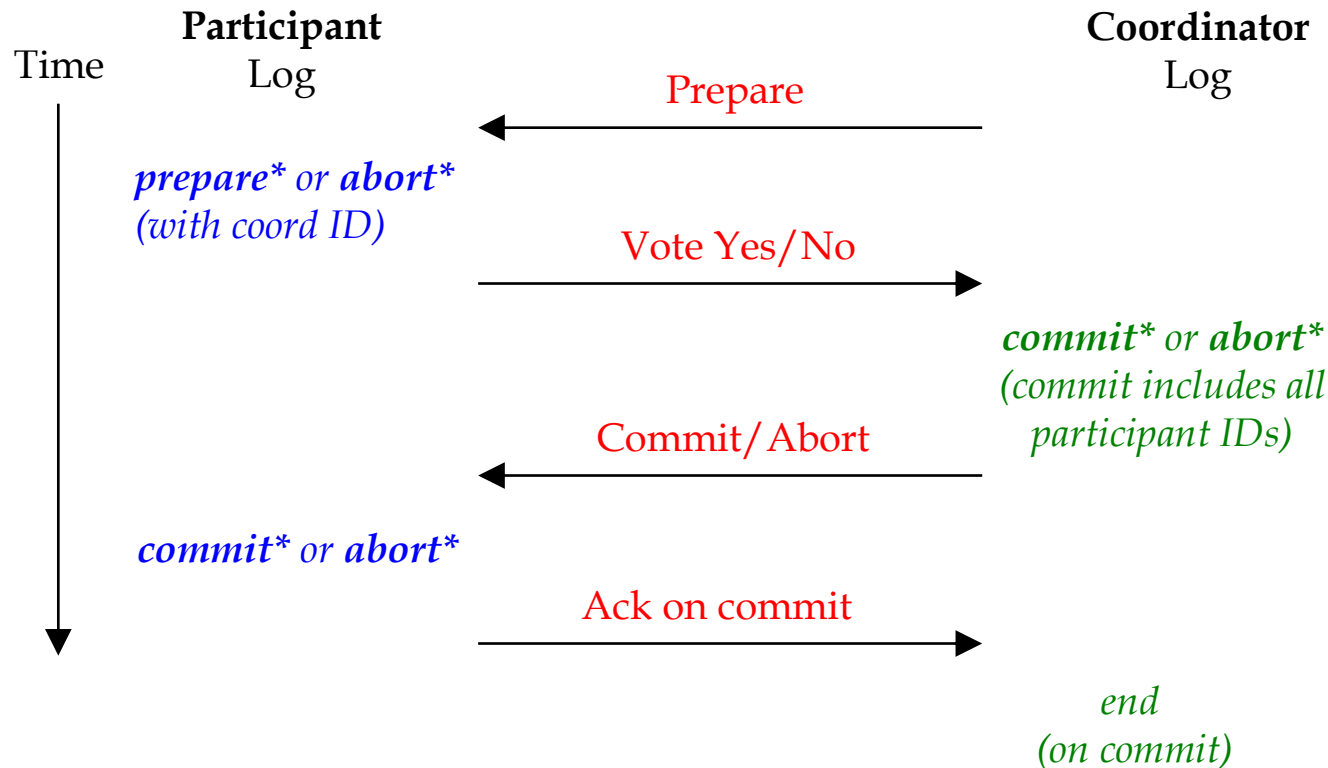 Participant
Coordinator
Time
Log
Log
Prepare
prepare* or abort*
(with coord ID)
Vote Yes/No
commit* or abort*
(commit includes all
participant IDs)
Commit/Abort
commit* or abort*
Ack on commit
end
(on commit)